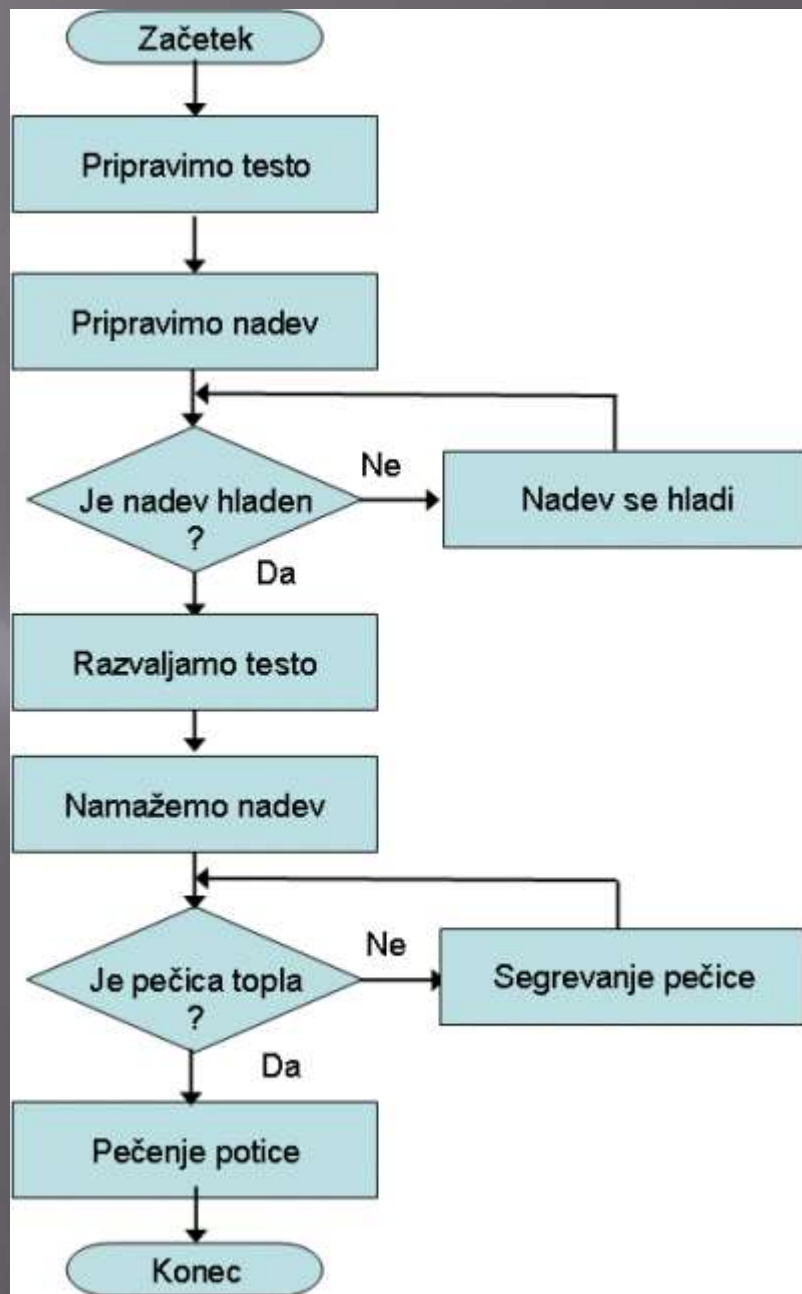 Začetek
Pripravimo testo
Pripravimo nadev
Je nadev hladen
?
Ne
Nadev se hladi
Da
Razvaljamo testo
Namažemo nadev
Je pečica topla
?
Ne
Segrevanje pečice
Da
Pečenje potice
Konec